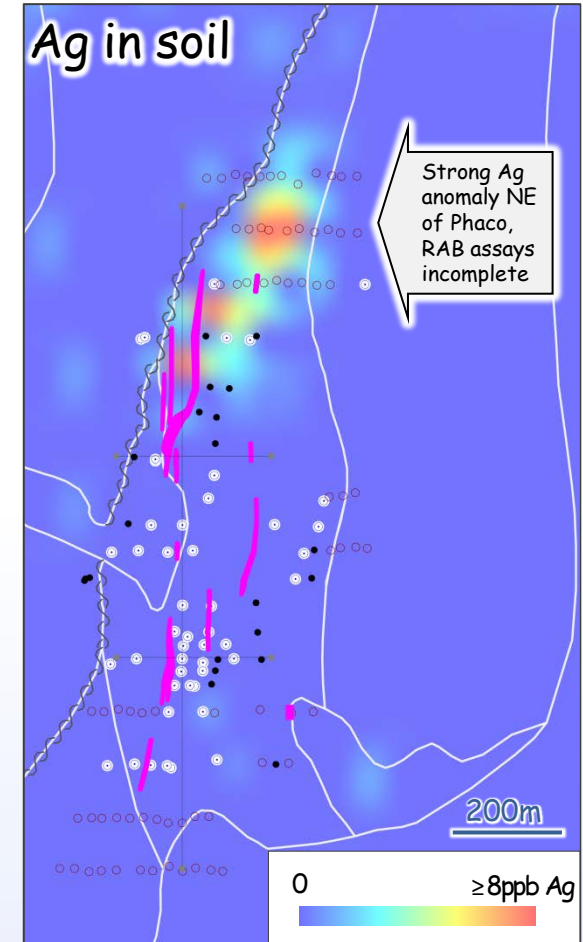 Ag in soil
Strong Ag
anomaly NE
of Phaco,
RAB assays
incomplete
200m
0 ≥8ppb Ag